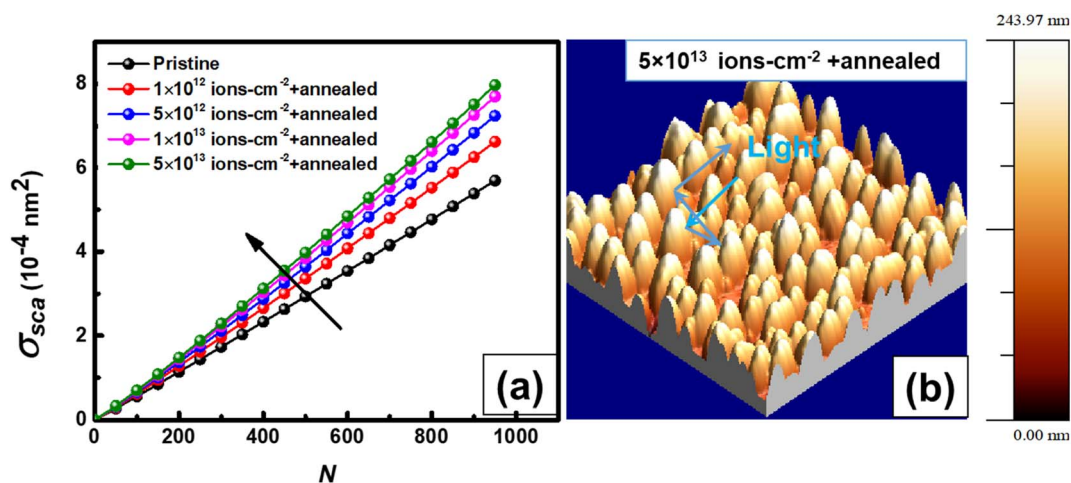 Pristine
1×10¹² ions-cm⁻²+annealed
5×10¹² ions-cm⁻²+annealed
1×10¹³ ions-cm⁻²+annealed
5×10¹³ ions-cm⁻²+annealed
8
6
4
2
0
σsca (10⁻⁴ nm²)
0 200 400 600 800 1000
N
(a)
5×10¹³ ions-cm⁻² +annealed
Light
(b)
243.97 nm
0.00 nm